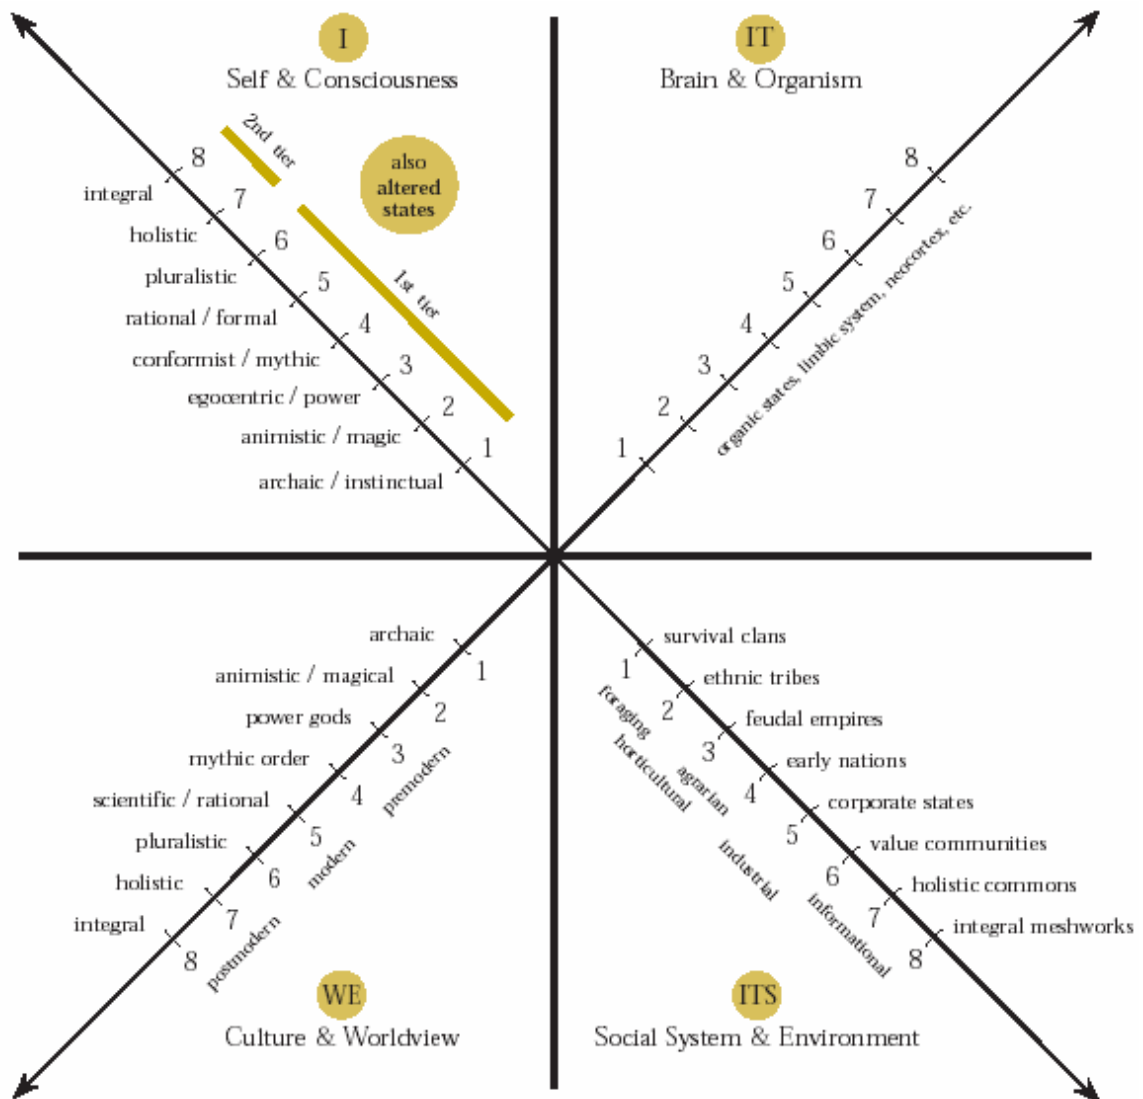 I
Self & Consciousness
2nd tier
also
altered
states
1st tier
8
integral
7
holistic
6
pluralistic
5
rational / formal
4
conformist / mythic
3
egocentric / power
2
animistic / magic
1
archaic / instinctual
IT
Brain & Organism
8
7
6
5
4
3
2
1
organic states, limbic system, neocortex, etc.
archaic
1
animistic / magical
2
power gods
3
mythic order
4
scientific / rational
5
pluralistic
6
holistic
7
integral
8
premodern
modern
postmodern
WE
Culture & Worldview
survival clans
1
ethnic tribes
2
feudal empires
3
early nations
4
corporate states
5
value communities
6
holistic commons
7
integral meshworks
8
foraging
horticultural
agrarian
industrial
informational
ITS
Social System & Environment